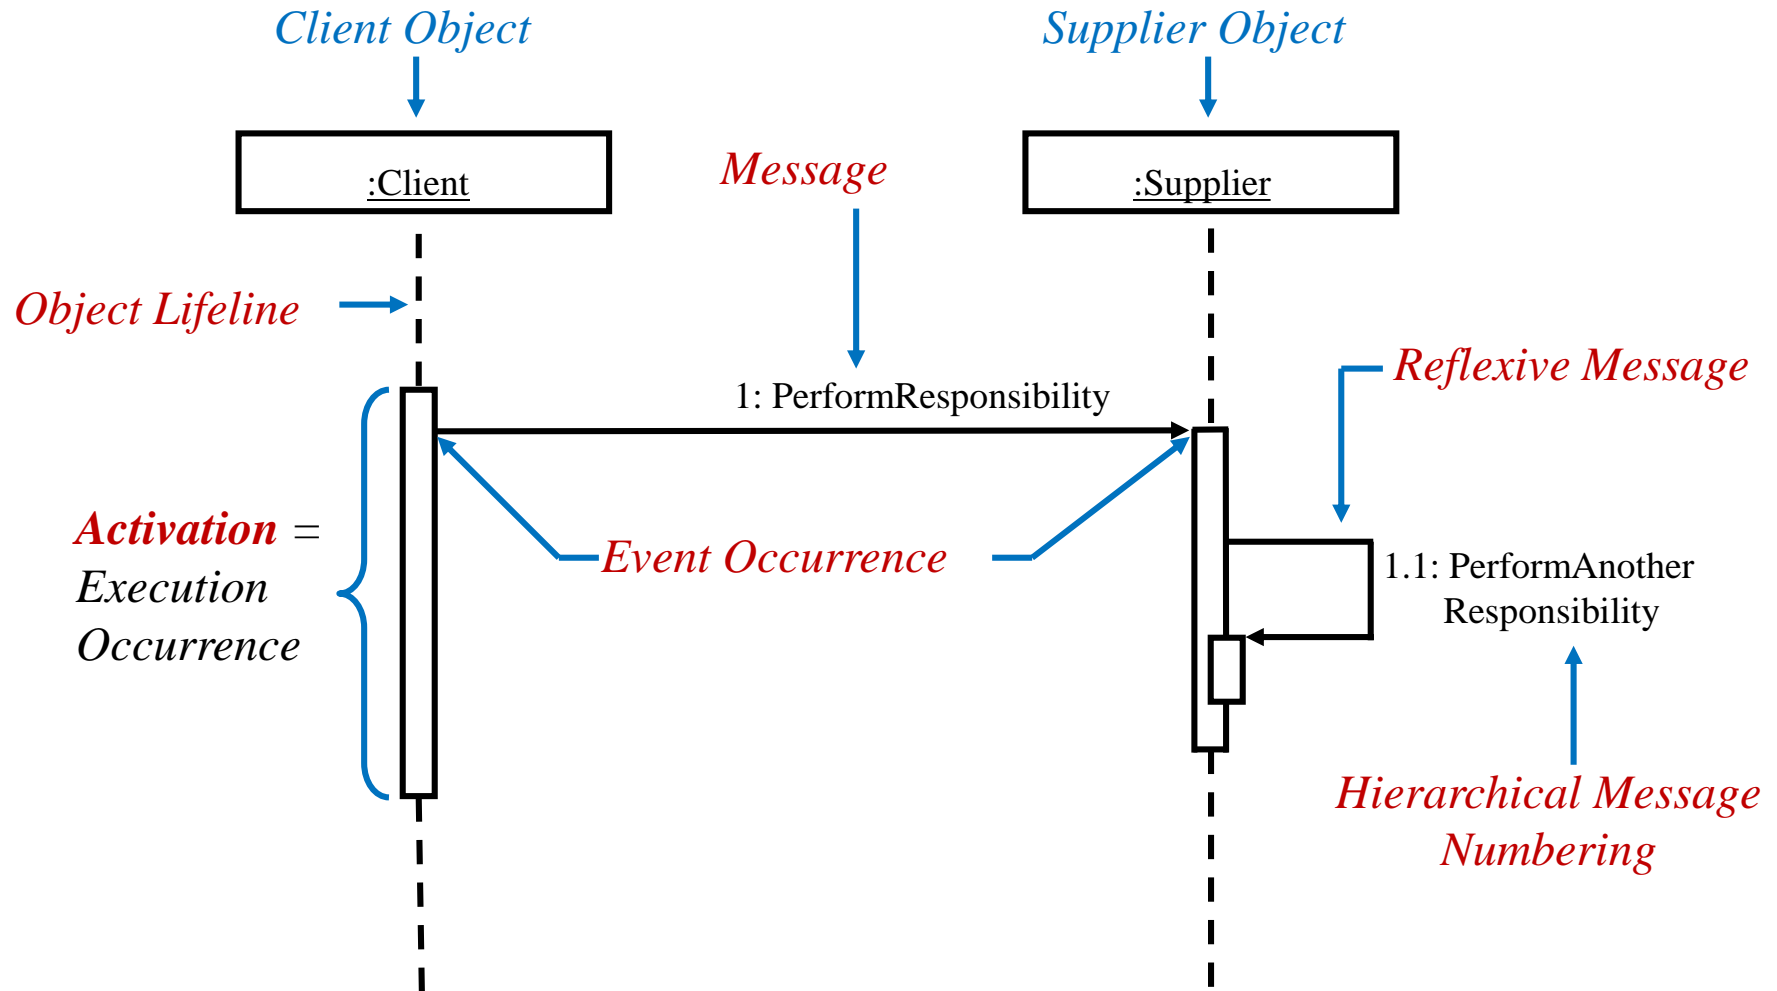 Client Object
Supplier Object
:Client
Message
:Supplier
Object Lifeline
Reflexive Message
1: PerformResponsibility
Activation =
Execution
Occurrence
Event Occurrence
1.1: PerformAnother
Responsibility
Hierarchical Message
Numbering